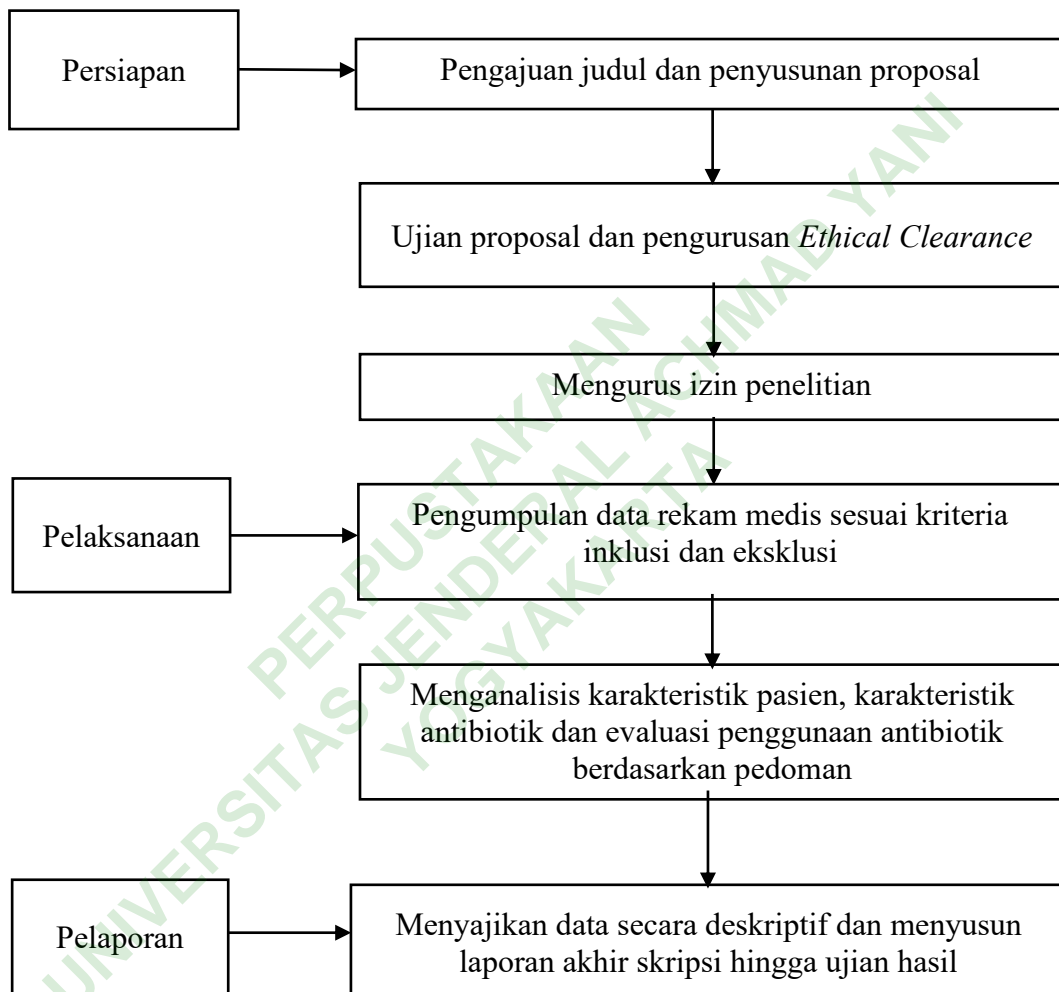 Persiapan
Pengajuan judul dan penyusunan proposal
Ujian proposal dan pengurusan Ethical Clearance
Mengurus izin penelitian
Pelaksanaan
Pengumpulan data rekam medis sesuai kriteria
inklusi dan eksklusi
Menganalisis karakteristik pasien, karakteristik
antibiotik dan evaluasi penggunaan antibiotik
berdasarkan pedoman
Pelaporan
Menyajikan data secara deskriptif dan menyusun
laporan akhir skripsi hingga ujian hasil
PERPUSTAKAAN
UNIVERSITAS JENDERAL ACHMAD YANI
YOGYAKARTA